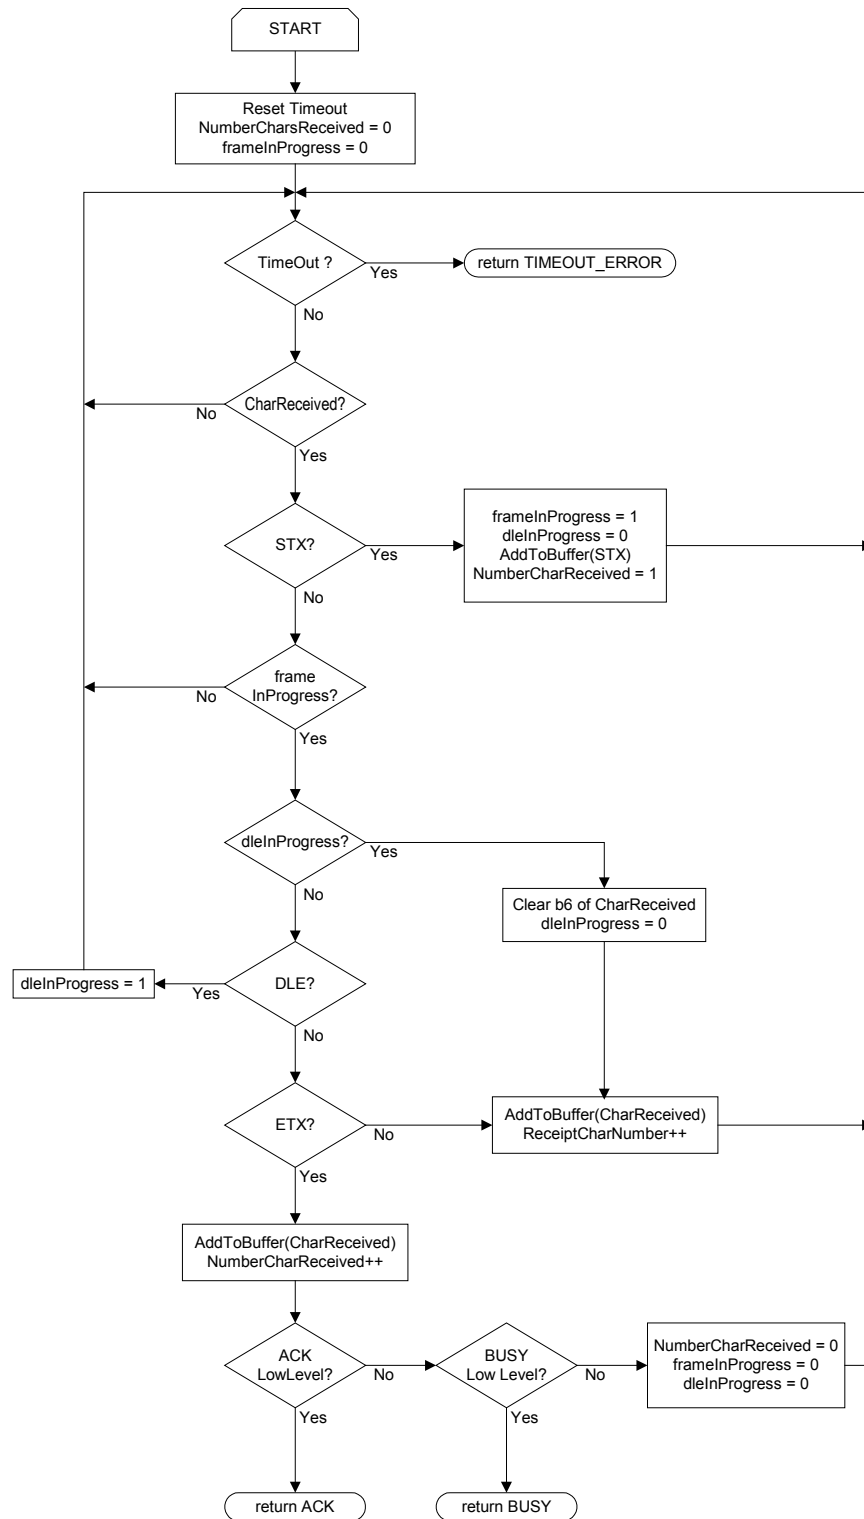 START
Reset Timeout
NumberCharsReceived = 0
frameInProgress = 0
TimeOut ?
Yes
return TIMEOUT_ERROR
No
CharReceived?
No
Yes
STX?
Yes
frameInProgress = 1
dleInProgress = 0
AddToBuffer(STX)
NumberCharReceived = 1
No
frame
InProgress?
No
Yes
dleInProgress?
Yes
No
Clear b6 of CharReceived
dleInProgress = 0
dleInProgress = 1
Yes
DLE?
No
ETX?
No
AddToBuffer(CharReceived)
ReceiptCharNumber++
Yes
AddToBuffer(CharReceived)
NumberCharReceived++
ACK
LowLevel?
No
BUSY
Low Level?
No
NumberCharReceived = 0
frameInProgress = 0
dleInProgress = 0
Yes
Yes
return ACK
return BUSY